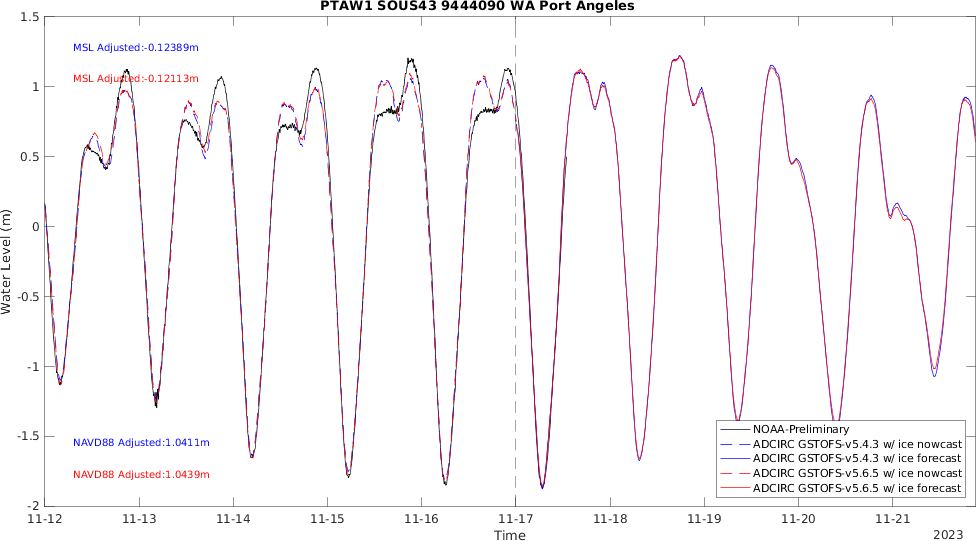 PTAW1 SOUS43 9444090 WA Port Angeles
1.5
1
0.5
0
-0.5
-1
-1.5
-2
Water Level (m)
MSL Adjusted:-0.12389m
MSL Adjusted:-0.12113m
NAVD88 Adjusted:1.0411m
NAVD88 Adjusted:1.0439m
NOAA-Preliminary
ADCIRC GSTOFS-v5.4.3 w/ ice nowcast
ADCIRC GSTOFS-v5.4.3 w/ ice forecast
ADCIRC GSTOFS-v5.6.5 w/ ice nowcast
ADCIRC GSTOFS-v5.6.5 w/ ice forecast
11-12 11-13 11-14 11-15 11-16 11-17 11-18 11-19 11-20 11-21
Time
2023